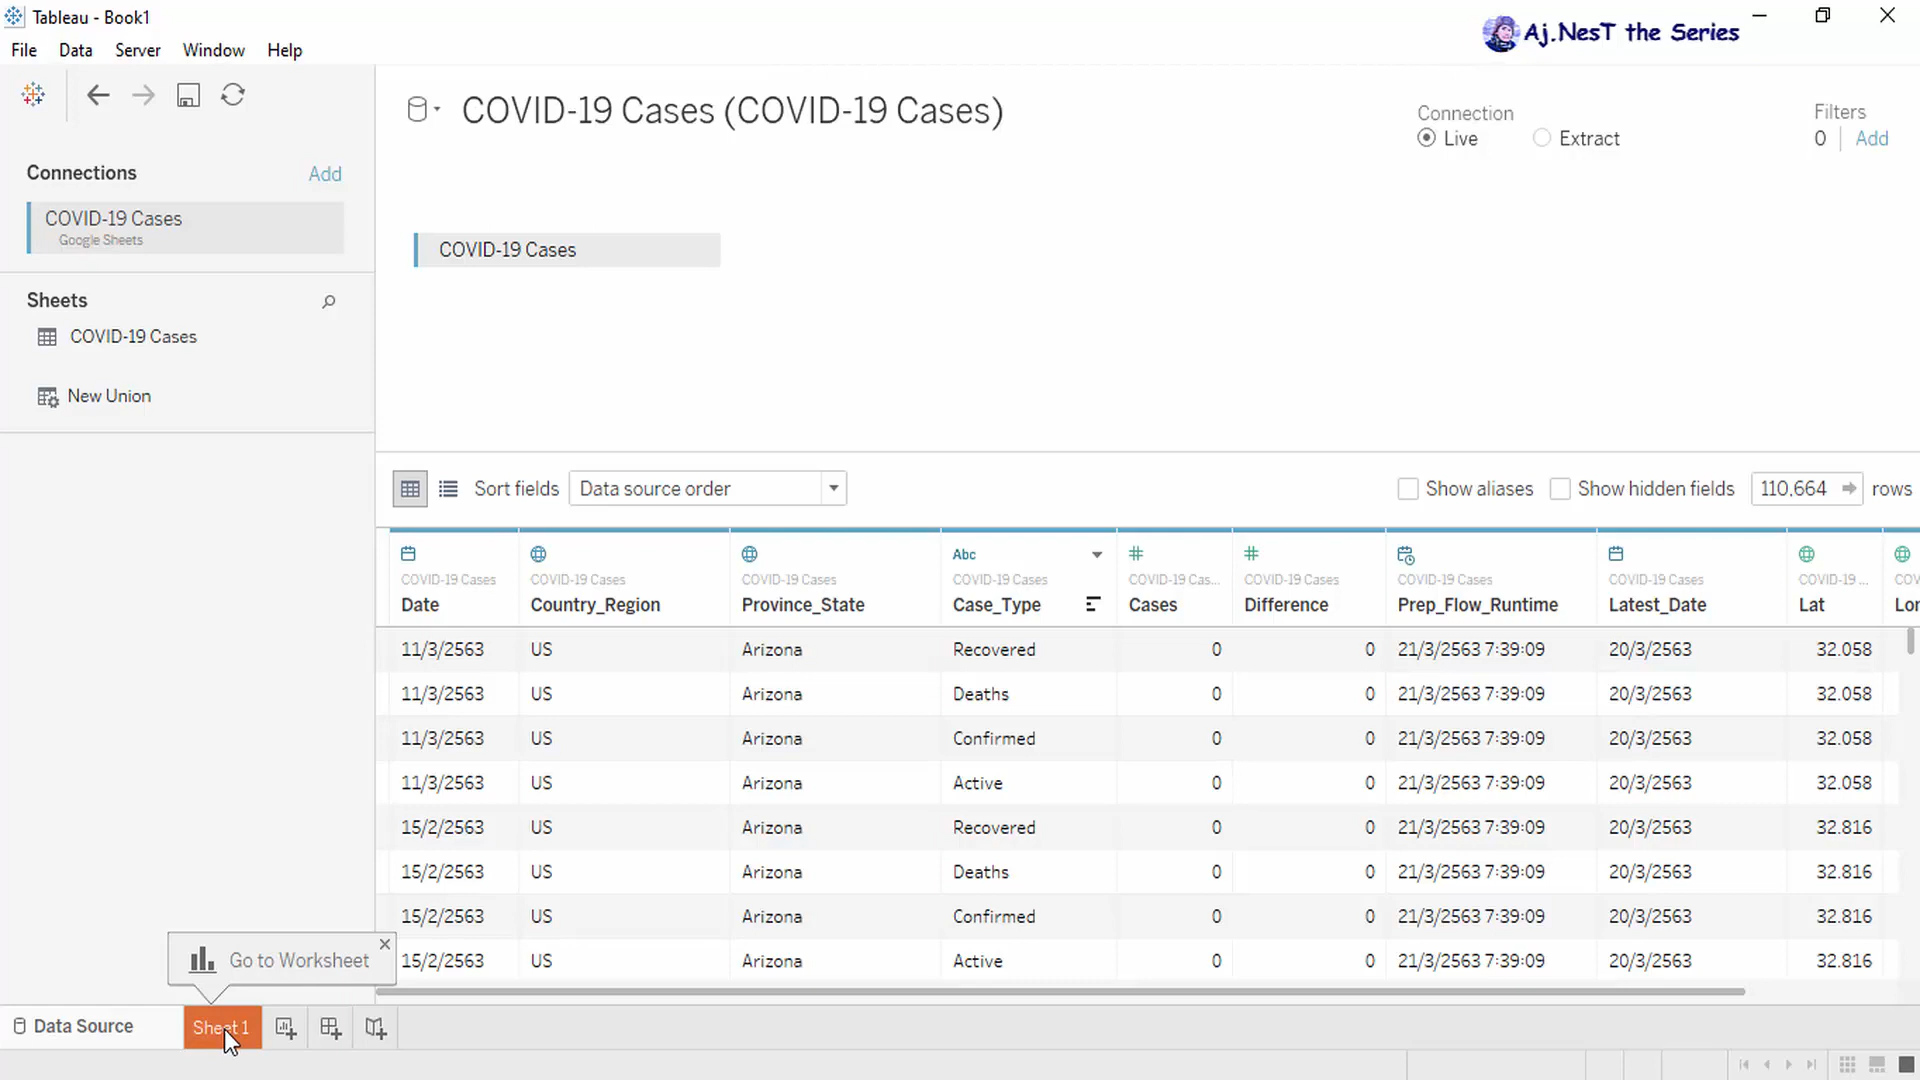 Tableau - Book1
Aj.NesT the Series
File Data Server Window Help
COVID-19 Cases (COVID-19 Cases)
Connection
Live Extract
Filters
0 Add
Connections Add
COVID-19 Cases
Google Sheets
COVID-19 Cases
Sheets
COVID-19 Cases
New Union
Sort fields Data source order Show aliases Show hidden fields 110,664 rows
Abc
COVID-19 Cases COVID-19 Cases COVID-19 Cases COVID-19 Cases COVID-19 Cas... COVID-19 Cases COVID-19 Cases COVID-19 Cases COVID-19 ... COV
Date Country_Region Province_State Case_Type Cases Difference Prep_Flow_Runtime Latest_Date Lat Lon
11/3/2563 US Arizona Recovered 0 0 21/3/2563 7:39:09 20/3/2563 32.058
11/3/2563 US Arizona Deaths 0 0 21/3/2563 7:39:09 20/3/2563 32.058
11/3/2563 US Arizona Confirmed 0 0 21/3/2563 7:39:09 20/3/2563 32.058
11/3/2563 US Arizona Active 0 0 21/3/2563 7:39:09 20/3/2563 32.058
15/2/2563 US Arizona Recovered 0 0 21/3/2563 7:39:09 20/3/2563 32.816
15/2/2563 US Arizona Deaths 0 0 21/3/2563 7:39:09 20/3/2563 32.816
15/2/2563 US Arizona Confirmed 0 0 21/3/2563 7:39:09 20/3/2563 32.816
15/2/2563 US Arizona Active 0 0 21/3/2563 7:39:09 20/3/2563 32.816
Go to Worksheet
Data Source Sheet 1